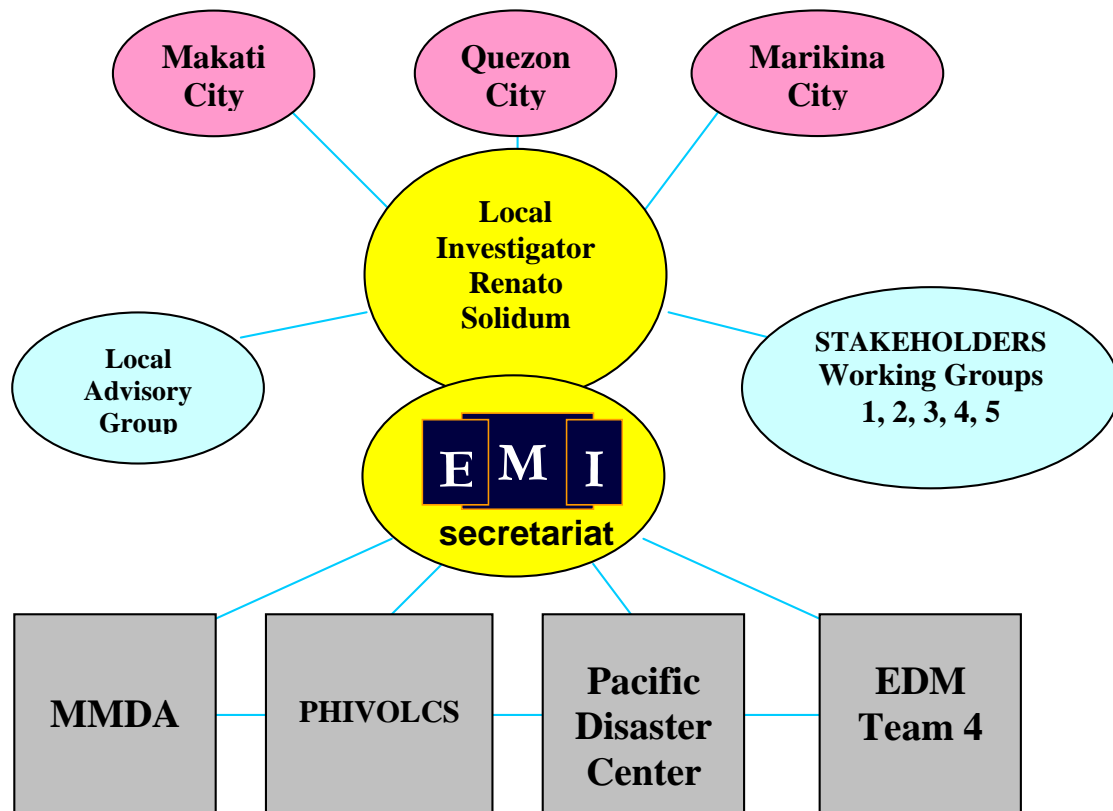 Makati
City
Quezon
City
Marikina
City
Local
Investigator
Renato
Solidum
Local
Advisory
Group
STAKEHOLDERS
Working Groups
1, 2, 3, 4, 5
E M I
secretariat
MMDA
PHIVOLCS
Pacific
Disaster
Center
EDM
Team 4